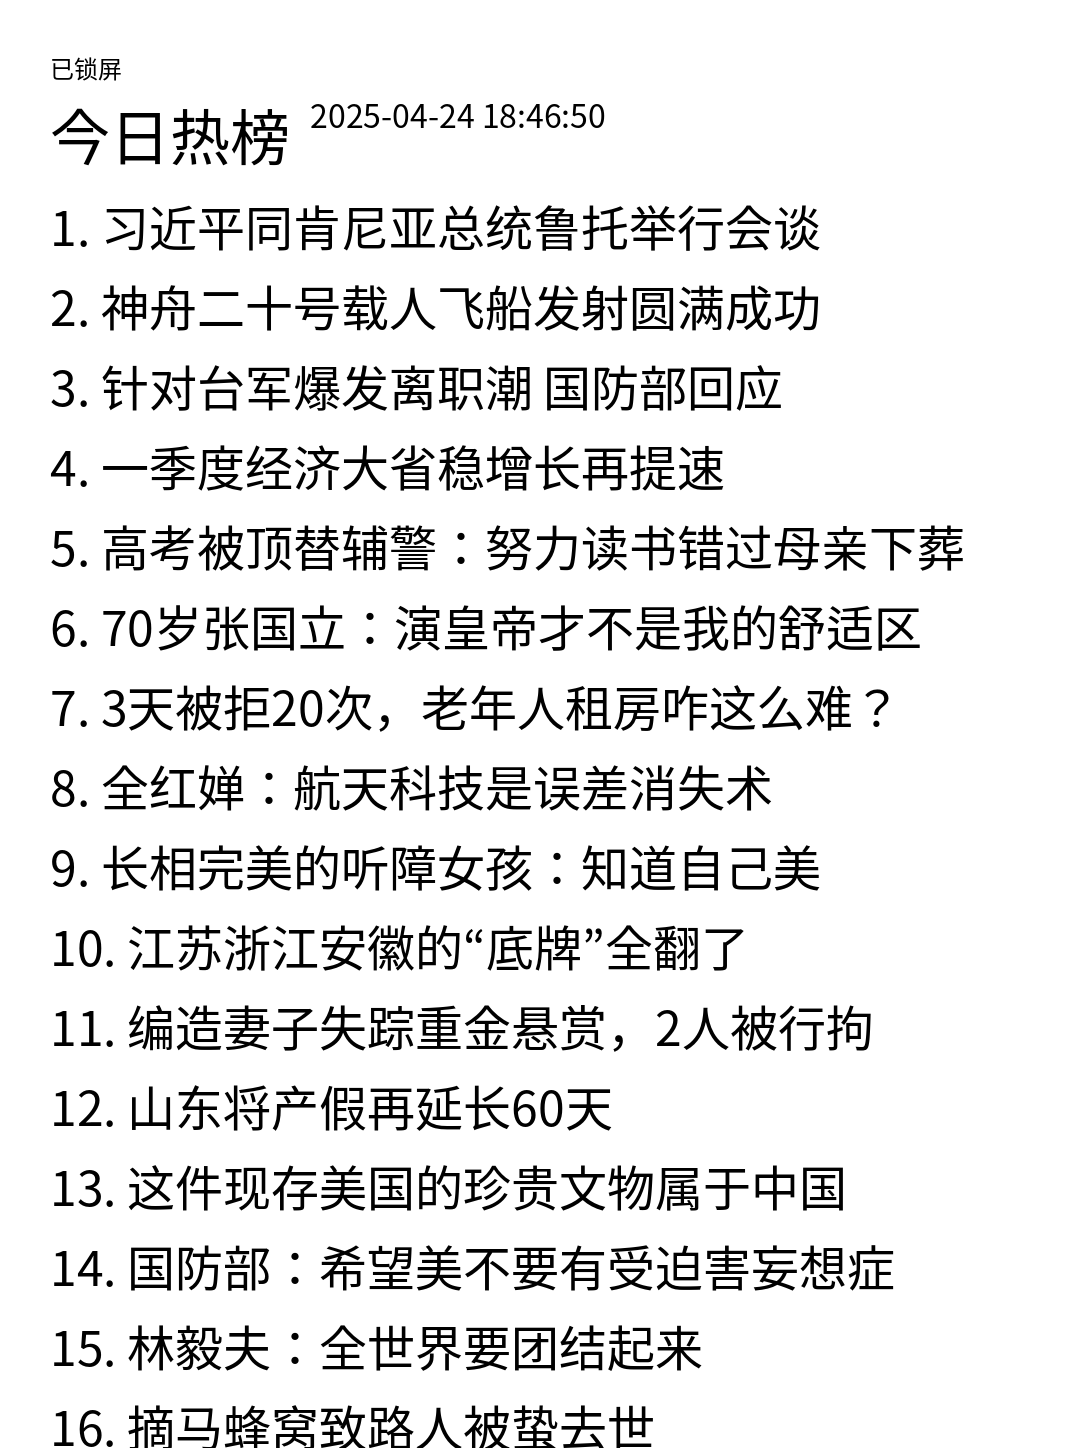 已锁屏
今日热榜 2025-04-24 18:46:50
1. 习近平同肯尼亚总统鲁托举行会谈
2. 神舟二十号载人飞船发射圆满成功
3. 针对台军爆发离职潮 国防部回应
4. 一季度经济大省稳增长再提速
5. 高考被顶替辅警：努力读书错过母亲下葬
6. 70岁张国立：演皇帝才不是我的舒适区
7. 3天被拒20次，老年人租房咋这么难？
8. 全红婵：航天科技是误差消失术
9. 长相完美的听障女孩：知道自己美
10. 江苏浙江安徽的“底牌”全翻了
11. 编造妻子失踪重金悬赏，2人被行拘
12. 山东将产假再延长60天
13. 这件现存美国的珍贵文物属于中国
14. 国防部：希望美不要有受迫害妄想症
15. 林毅夫：全世界要团结起来
16. 摘马蜂窝致路人被蛰去世